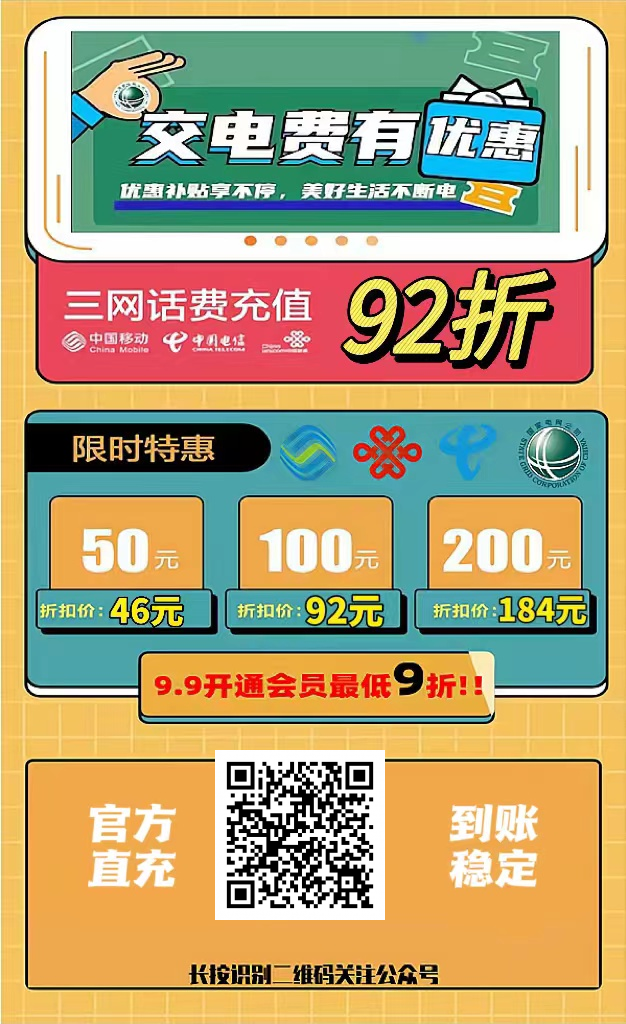 交电费有优惠
优惠补贴享不停，美好生活不断电
三网话费充值
92折
中国移动
China Mobile
中国电信
CHINA TELECOM
限时特惠
国家电网公司
STATE GRID CORPORATION OF CHINA
50元
100元
200元
折扣价：46元
折扣价：92元
折扣价：184元
9.9开通会员最低9折!!
官方
直充
到账
稳定
长按识别二维码关注公众号